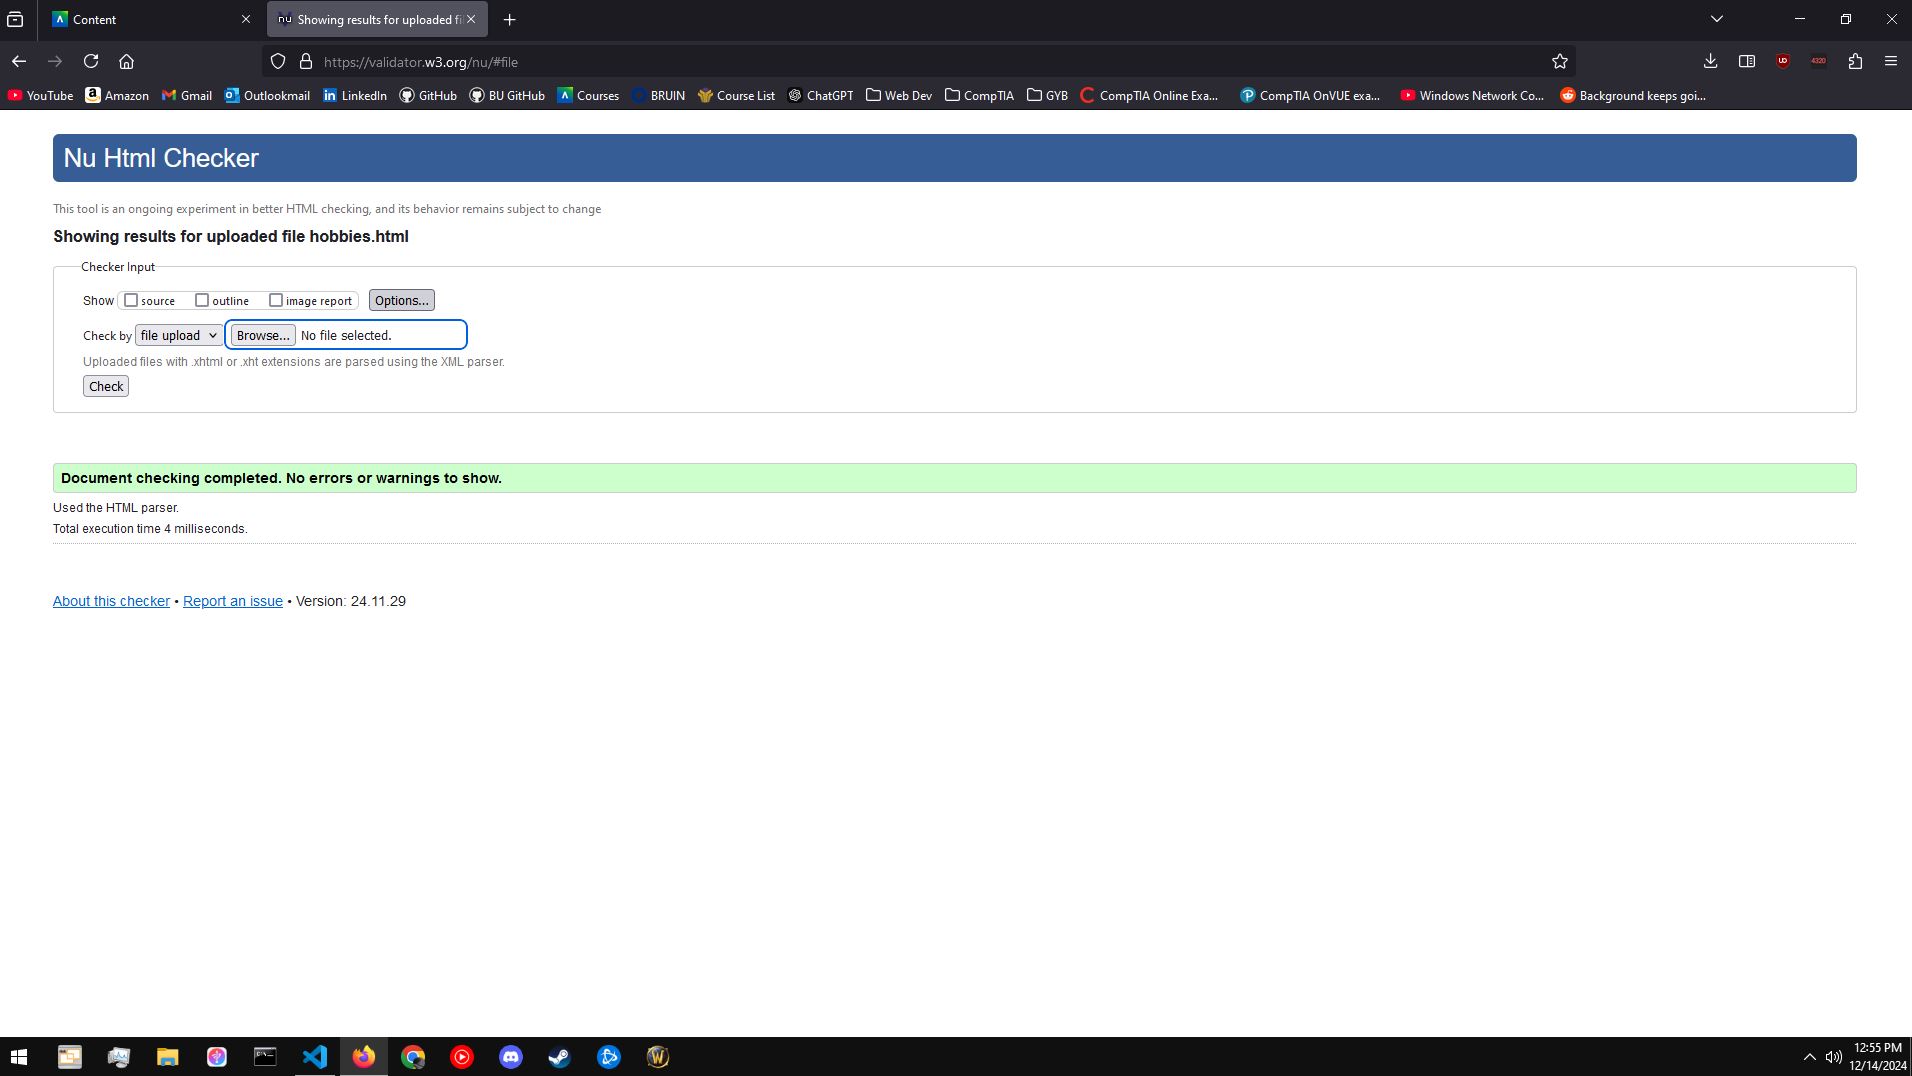 Content
nu Showing results for uploaded fi
https://validator.w3.org/nu/#file
UD
4320
YouTube Amazon Gmail Outlookmail LinkedIn GitHub BU GitHub Courses BRUIN Course List ChatGPT Web Dev CompTIA GYB CompTIA Online Exa... CompTIA OnVUE exa... Windows Network Co... Background keeps goi...
Nu Html Checker
This tool is an ongoing experiment in better HTML checking, and its behavior remains subject to change
Showing results for uploaded file hobbies.html
Checker Input
Show source outline image report Options...
Check by file upload Browse... No file selected.
Uploaded files with .xhtml or .xht extensions are parsed using the XML parser.
Check
Document checking completed. No errors or warnings to show.
Used the HTML parser.
Total execution time 4 milliseconds.
About this checker • Report an issue • Version: 24.11.29
12:55 PM
12/14/2024